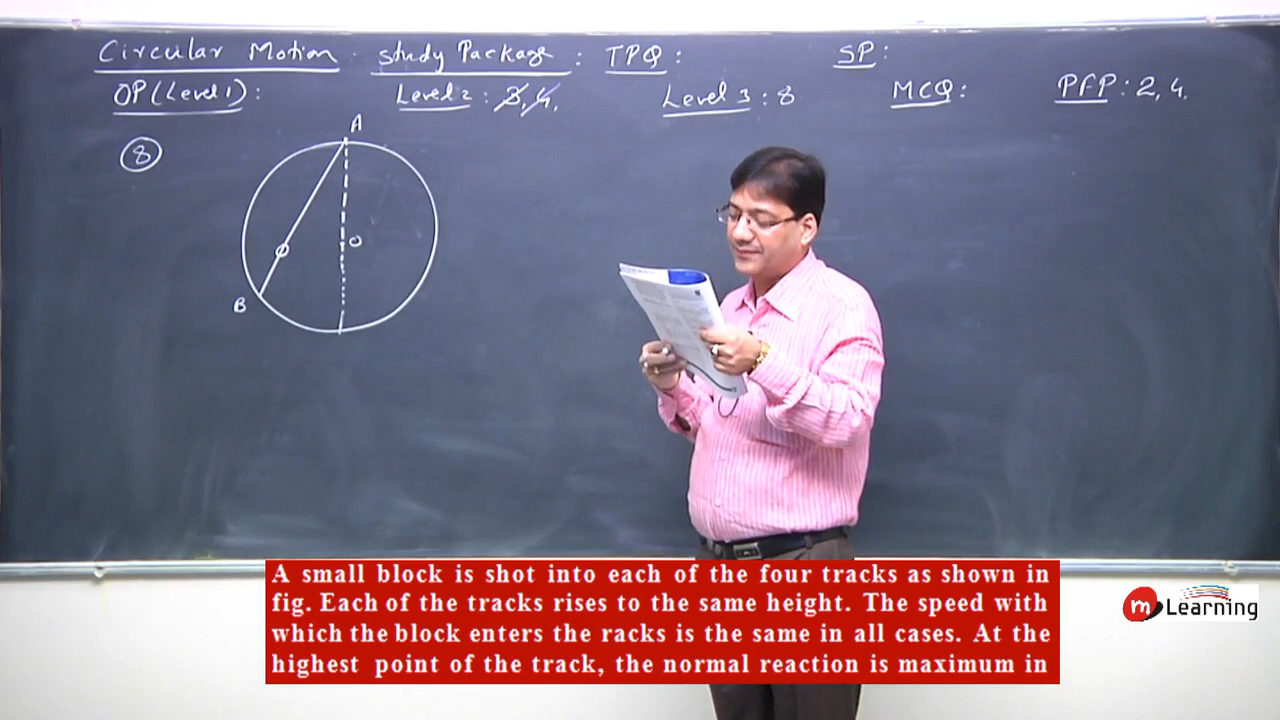 Circular Motion study Package : TPQ : SP :
OP (Level 1) : Level 2 : 3, 4, Level 3 : 8 MCQ : PFP : 2, 4,
8
A
O
B
A small block is shot into each of the four tracks as shown in
fig. Each of the tracks rises to the same height. The speed with
which the block enters the racks is the same in all cases. At the
highest point of the track, the normal reaction is maximum in
m Learning